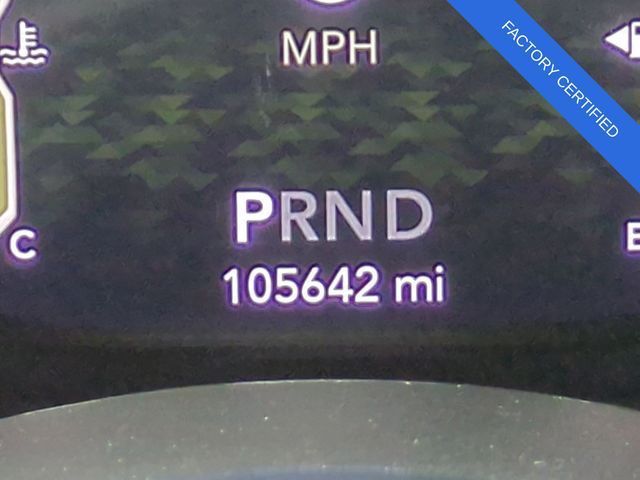 MPH
FACTORY CERTIFIED
PRND
C
E
105642 mi